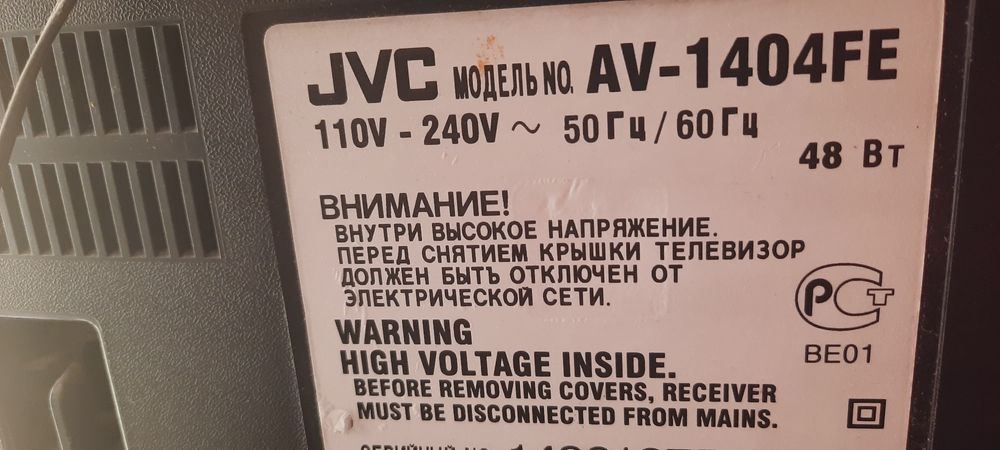 JVC МОДЕЛЬ NO. AV-1404FE
110V - 240V ~ 50Гц / 60Гц
48 Вт
ВНИМАНИЕ!
ВНУТРИ ВЫСОКОЕ НАПРЯЖЕНИЕ.
ПЕРЕД СНЯТИЕМ КРЫШКИ ТЕЛЕВИЗОР
ДОЛЖЕН БЫТЬ ОТКЛЮЧЕН ОТ
ЭЛЕКТРИЧЕСКОЙ СЕТИ.
РСТ
BE01
WARNING
HIGH VOLTAGE INSIDE.
BEFORE REMOVING COVERS, RECEIVER
MUST BE DISCONNECTED FROM MAINS.
СЕРИЙНЫЙ NO.